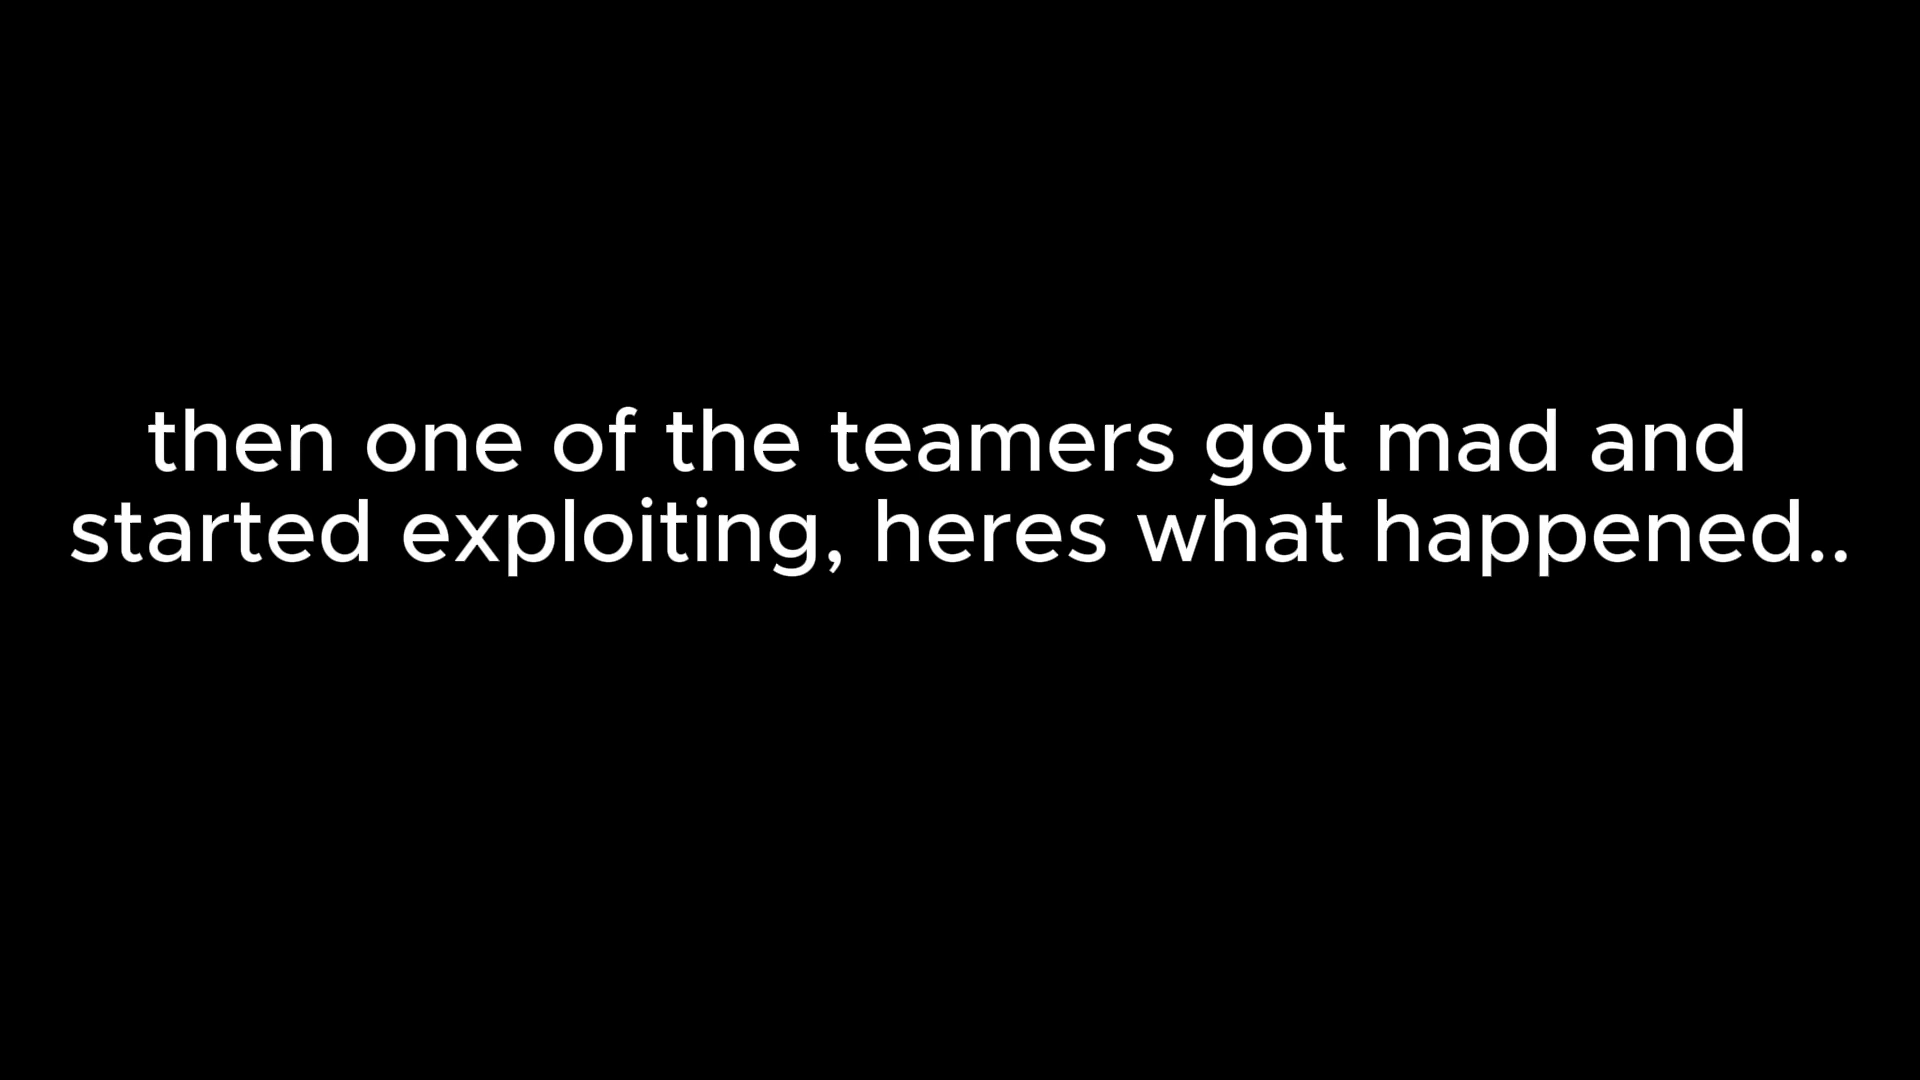 then one of the teamers got mad and
started exploiting, heres what happened..